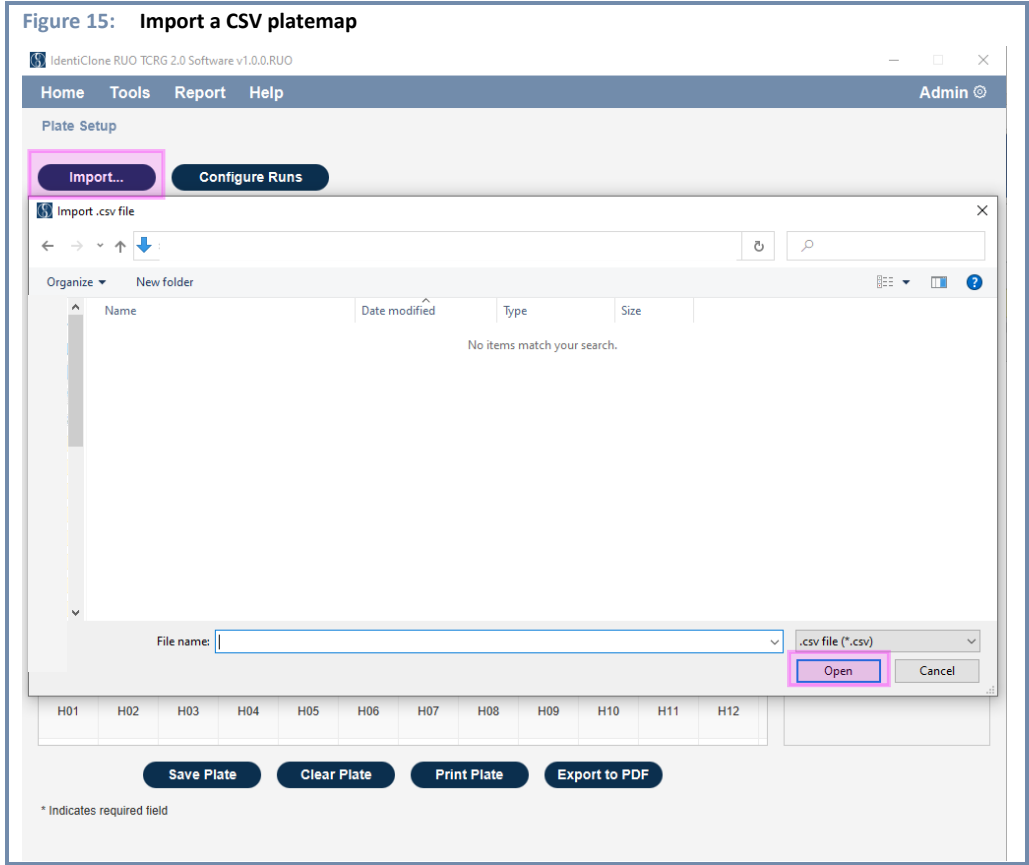 Figure 15: Import a CSV platemap
IdentiClone RUO TCRG 2.0 Software v1.0.0.RUO
Home Tools Report Help Admin
Plate Setup
Import... Configure Runs
Import .csv file
Organize New folder
Name Date modified Type Size
No items match your search.
File name: .csv file (*.csv)
Open Cancel
H01 H02 H03 H04 H05 H06 H07 H08 H09 H10 H11 H12
Save Plate Clear Plate Print Plate Export to PDF
* Indicates required field